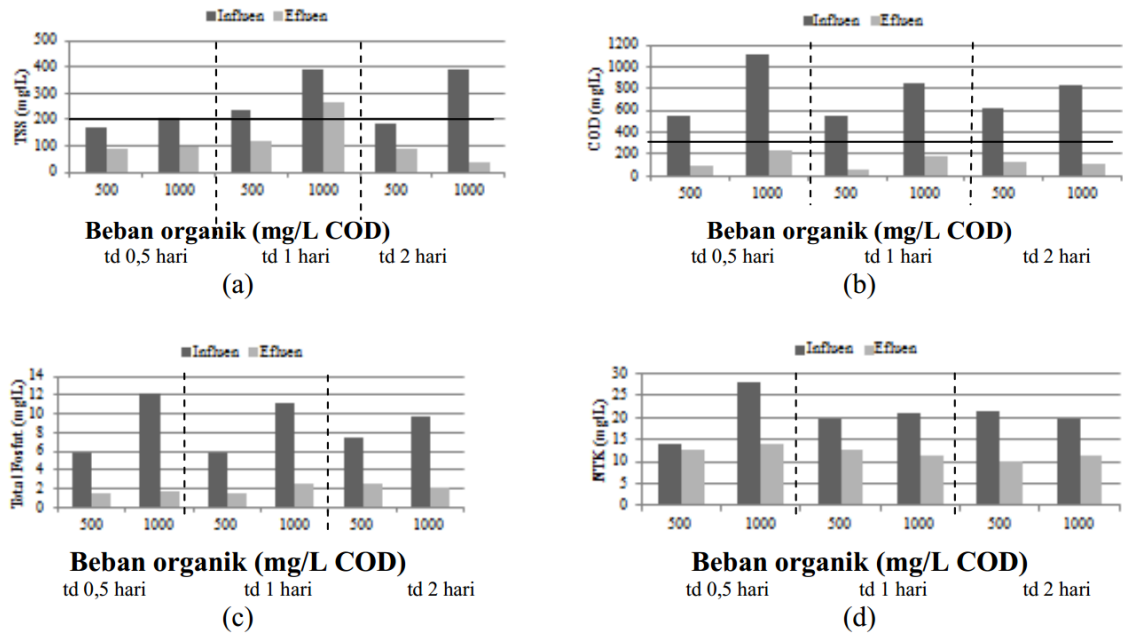 Influen Efluen
500
400
300
200
100
0
TSS (mg/L)
500 1000 500 1000 500 1000
Beban organik (mg/L COD)
td 0,5 hari td 1 hari td 2 hari
(a)
Influen Efluen
1200
1000
800
600
400
200
0
COD (mg/L)
500 1000 500 1000 500 1000
Beban organik (mg/L COD)
td 0,5 hari td 1 hari td 2 hari
(b)
Influen Efluen
14
12
10
8
6
4
2
0
Total Fosfat (mg/L)
500 1000 500 1000 500 1000
Beban organik (mg/L COD)
td 0,5 hari td 1 hari td 2 hari
(c)
Influen Efluen
30
25
20
15
10
5
0
NTK (mg/L)
500 1000 500 1000 500 1000
Beban organik (mg/L COD)
td 0,5 hari td 1 hari td 2 hari
(d)